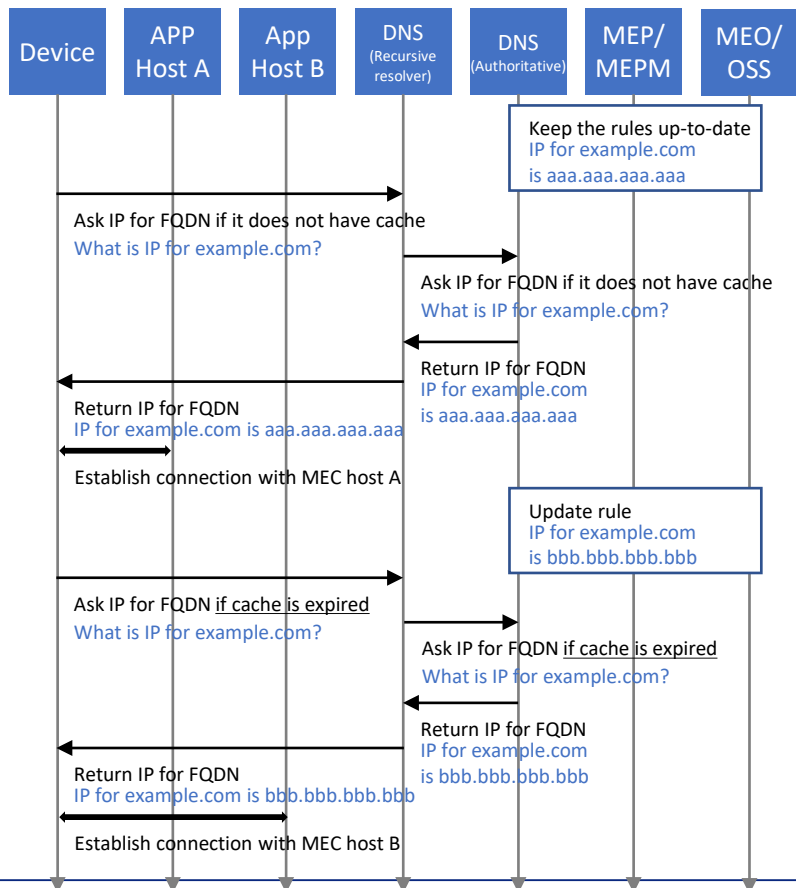 Device
APP
Host A
App
Host B
DNS
(Recursive
resolver)
DNS
(Authoritative)
MEP/
MEPM
MEO/
OSS
Keep the rules up-to-date
IP for example.com
is aaa.aaa.aaa.aaa
Ask IP for FQDN if it does not have cache
What is IP for example.com?
Ask IP for FQDN if it does not have cache
What is IP for example.com?
Return IP for FQDN
IP for example.com
is aaa.aaa.aaa.aaa
Return IP for FQDN
IP for example.com is aaa.aaa.aaa.aaa
Establish connection with MEC host A
Update rule
IP for example.com
is bbb.bbb.bbb.bbb
Ask IP for FQDN if cache is expired
What is IP for example.com?
Ask IP for FQDN if cache is expired
What is IP for example.com?
Return IP for FQDN
IP for example.com
is bbb.bbb.bbb.bbb
Return IP for FQDN
IP for example.com is bbb.bbb.bbb.bbb
Establish connection with MEC host B